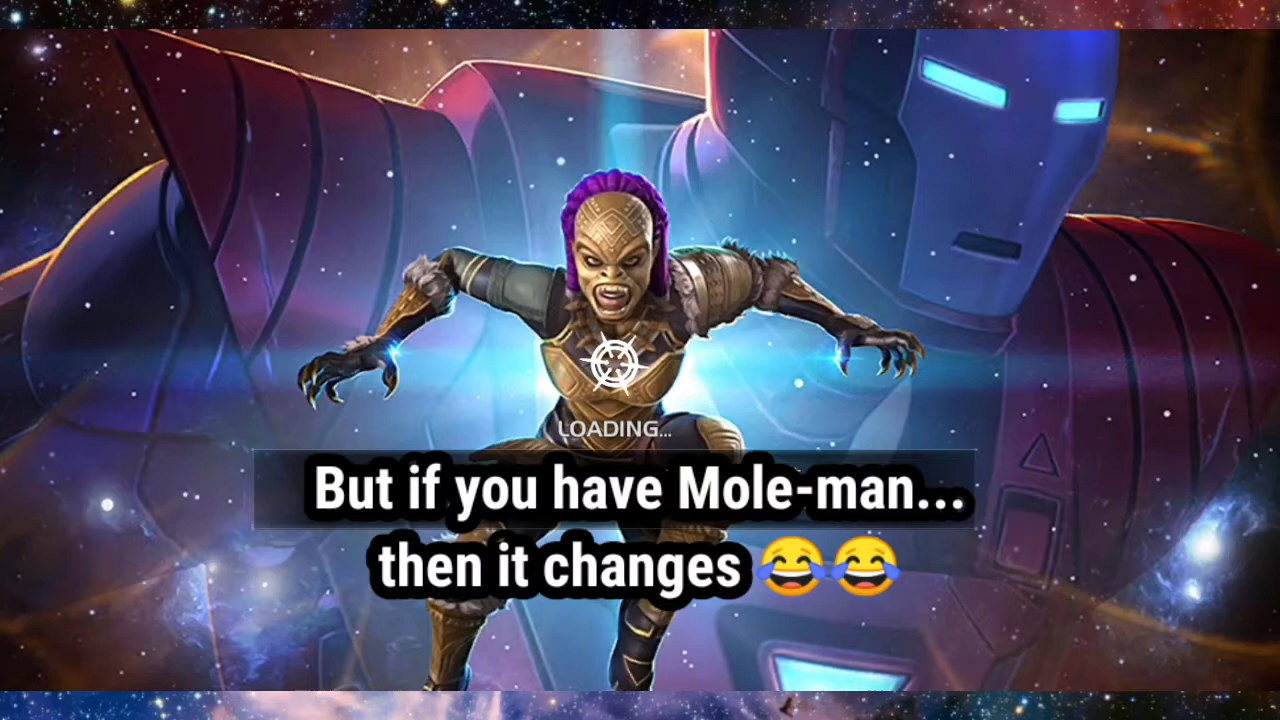 LOADING...
But if you have Mole-man...
then it changes 😂😂